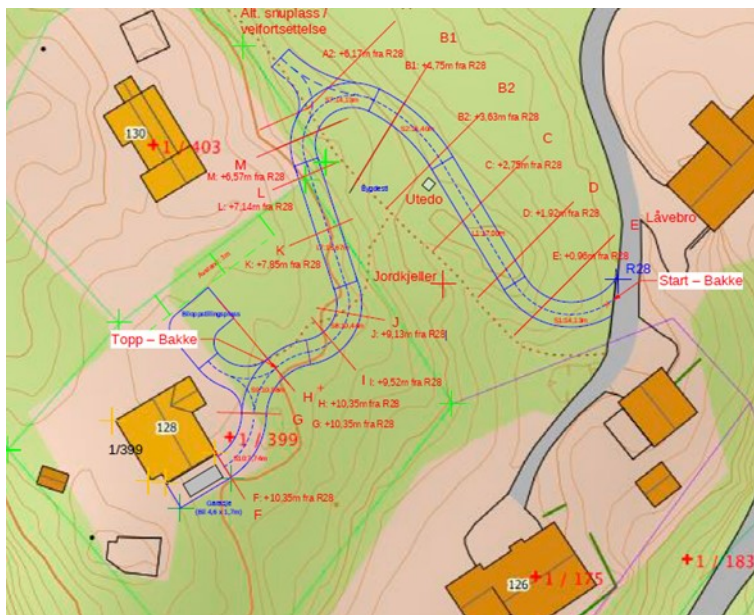 Alt. snuplass /
veifortsettelse
A2: +6,17m fra R28
B1
B1: +4,75m fra R28
B2
B2: +3,63m fra R28
C
C: +2,75m fra R28
D
D: +1,92m fra R28
E
E: +0,96m fra R28
Låvebro
R28
Start – Bakke
130
1 / 403
M
M: +6,57m fra R28
L
L: +7,14m fra R28
K
K: +7,85m fra R28
Utedo
Jordkjeller
Topp – Bakke
J
J: +9,13m fra R28
I
I: +9,52m fra R28
H
H: +10,35m fra R28
G
G: +10,35m fra R28
128
1/399
1 / 399
F: +10,35m fra R28
F
126
1 / 175
1 / 183